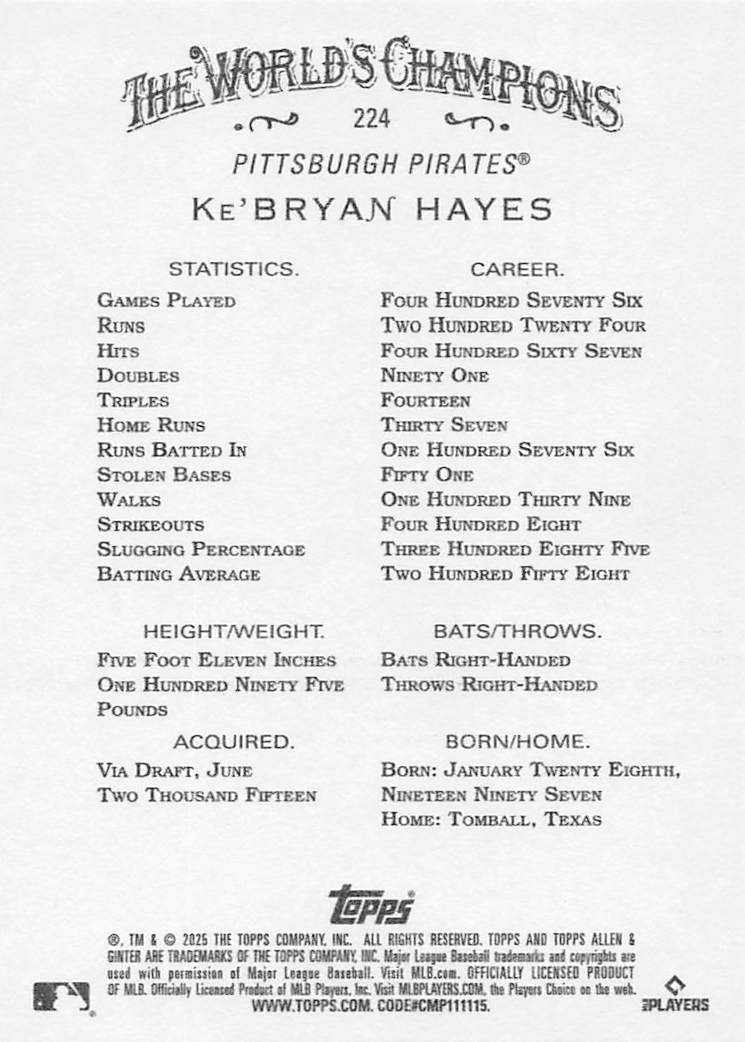 THE WORLD'S CHAMPIONS
224
PITTSBURGH PIRATES®
KE'BRYAN HAYES
STATISTICS. CAREER.
GAMES PLAYED FOUR HUNDRED SEVENTY SIX
RUNS TWO HUNDRED TWENTY FOUR
HITS FOUR HUNDRED SIXTY SEVEN
DOUBLES NINETY ONE
TRIPLES FOURTEEN
HOME RUNS THIRTY SEVEN
RUNS BATTED IN ONE HUNDRED SEVENTY SIX
STOLEN BASES FIFTY ONE
WALKS ONE HUNDRED THIRTY NINE
STRIKEOUTS FOUR HUNDRED EIGHT
SLUGGING PERCENTAGE THREE HUNDRED EIGHTY FIVE
BATTING AVERAGE TWO HUNDRED FIFTY EIGHT
HEIGHT/WEIGHT.
FIVE FOOT ELEVEN INCHES
ONE HUNDRED NINETY FIVE
POUNDS
BATS/THROWS.
BATS RIGHT-HANDED
THROWS RIGHT-HANDED
ACQUIRED.
VIA DRAFT, JUNE
TWO THOUSAND FIFTEEN
BORN/HOME.
BORN: JANUARY TWENTY EIGHTH,
NINETEEN NINETY SEVEN
HOME: TOMBALL, TEXAS
Topps®
®, TM & © 2025 THE TOPPS COMPANY, INC. ALL RIGHTS RESERVED. TOPPS AND TOPPS ALLEN &
GINTER ARE TRADEMARKS OF THE TOPPS COMPANY, INC. Major League Baseball trademarks and copyrights are
used with permission of Major League Baseball. Visit MLB.com. OFFICIALLY LICENSED PRODUCT
OF MLB. Officially Licensed Product of MLB Players, Inc. Visit MLBPLAYERS.COM, the Players Choice on the web.
WWW.TOPPS.COM. CODE#CMP111115.
PLAYERS